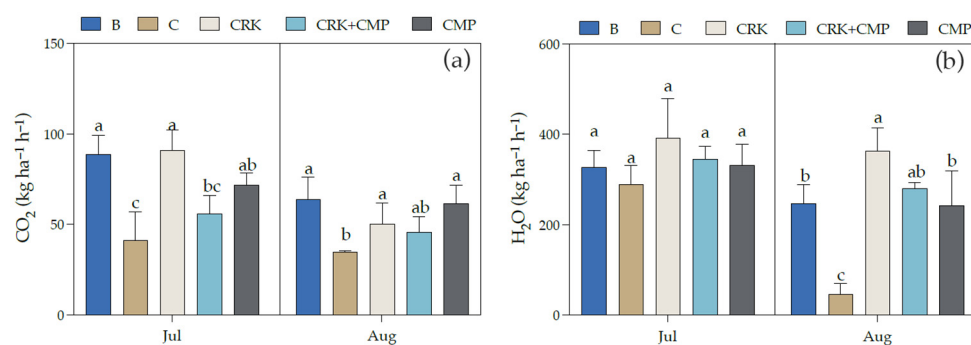 B C CRK CRK+CMP CMP
150
(a)
a
a
ab
bc
c
a
a
a
ab
b
100
50
0
CO2 (kg ha⁻¹ h⁻¹)
Jul Aug
B C CRK CRK+CMP CMP
600
(b)
a
a
a
a
a
a
b
ab
b
c
400
200
0
H2O (kg ha⁻¹ h⁻¹)
Jul Aug